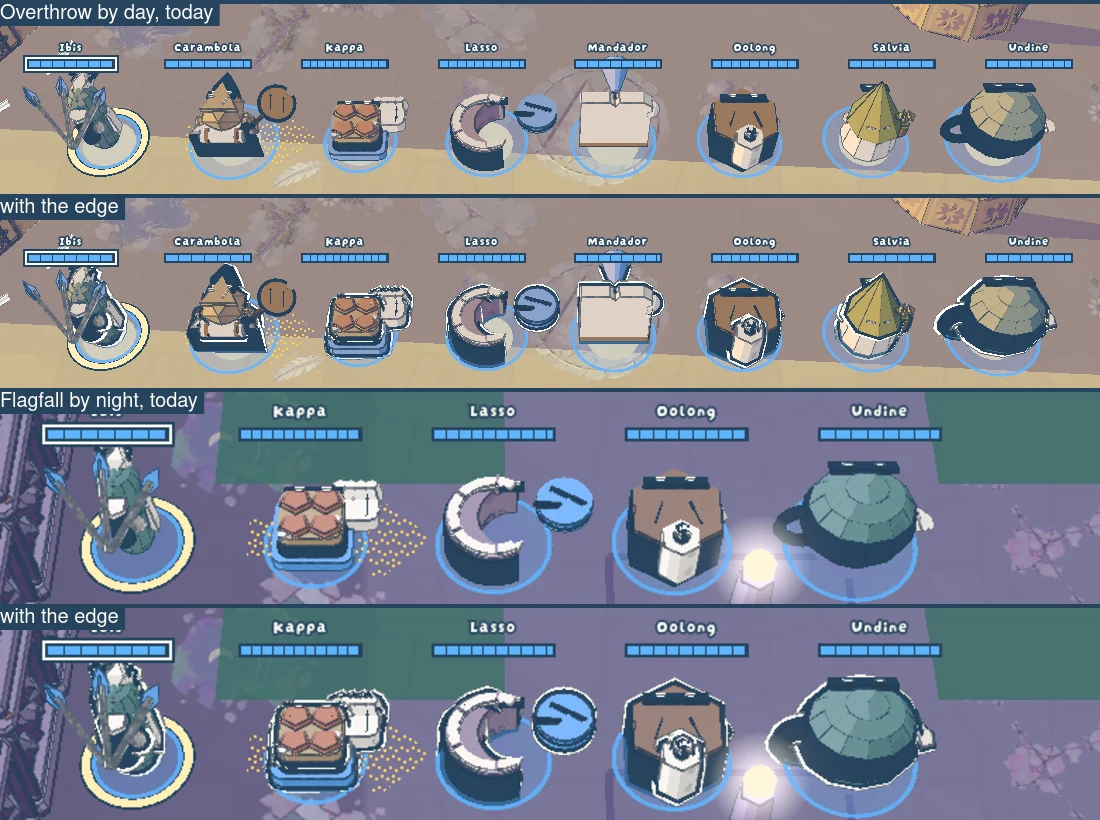 Overthrow by day, today
Ibis Carambola Kappa Lasso Mandador Oolong Salvia Undine
with the edge
Ibis Carambola Kappa Lasso Mandador Oolong Salvia Undine
Flagfall by night, today
Kappa Lasso Oolong Undine
with the edge
Kappa Lasso Oolong Undine